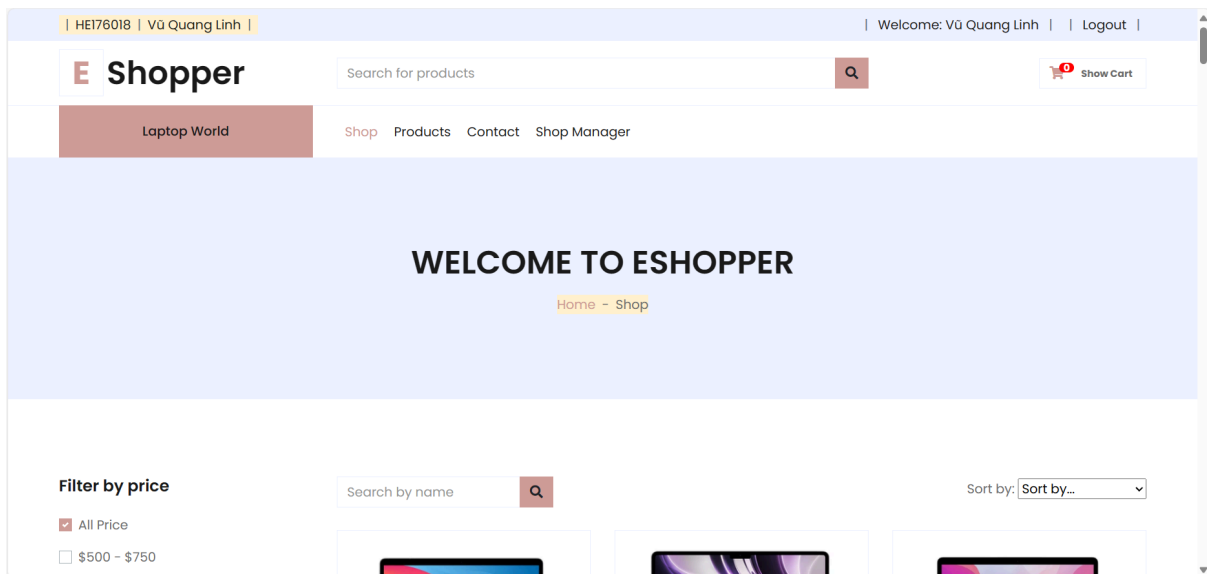 | HE176018 | Vũ Quang Linh |
| Welcome: Vũ Quang Linh | | Logout |
E Shopper
Search for products
0 Show Cart
Laptop World
Shop Products Contact Shop Manager
WELCOME TO ESHOPPER
Home - Shop
Filter by price
Search by name
Sort by: Sort by...
All Price
$500 - $750